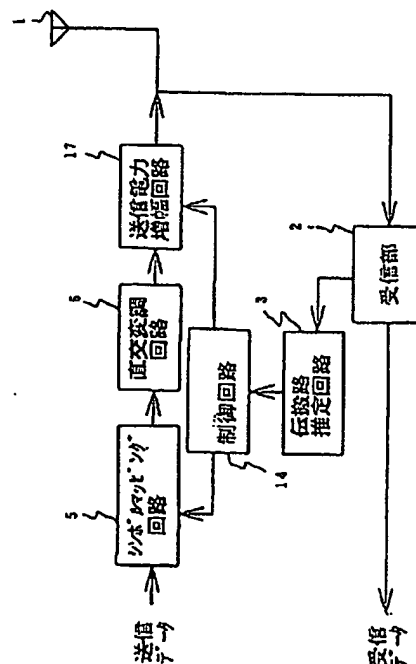 1
17
送信電力
増幅回路
6
直交変調
回路
5
シンボルマッピング
回路
送信
データ
制御回路
14
3
伝搬路
推定回路
2
受信部
受信
データ